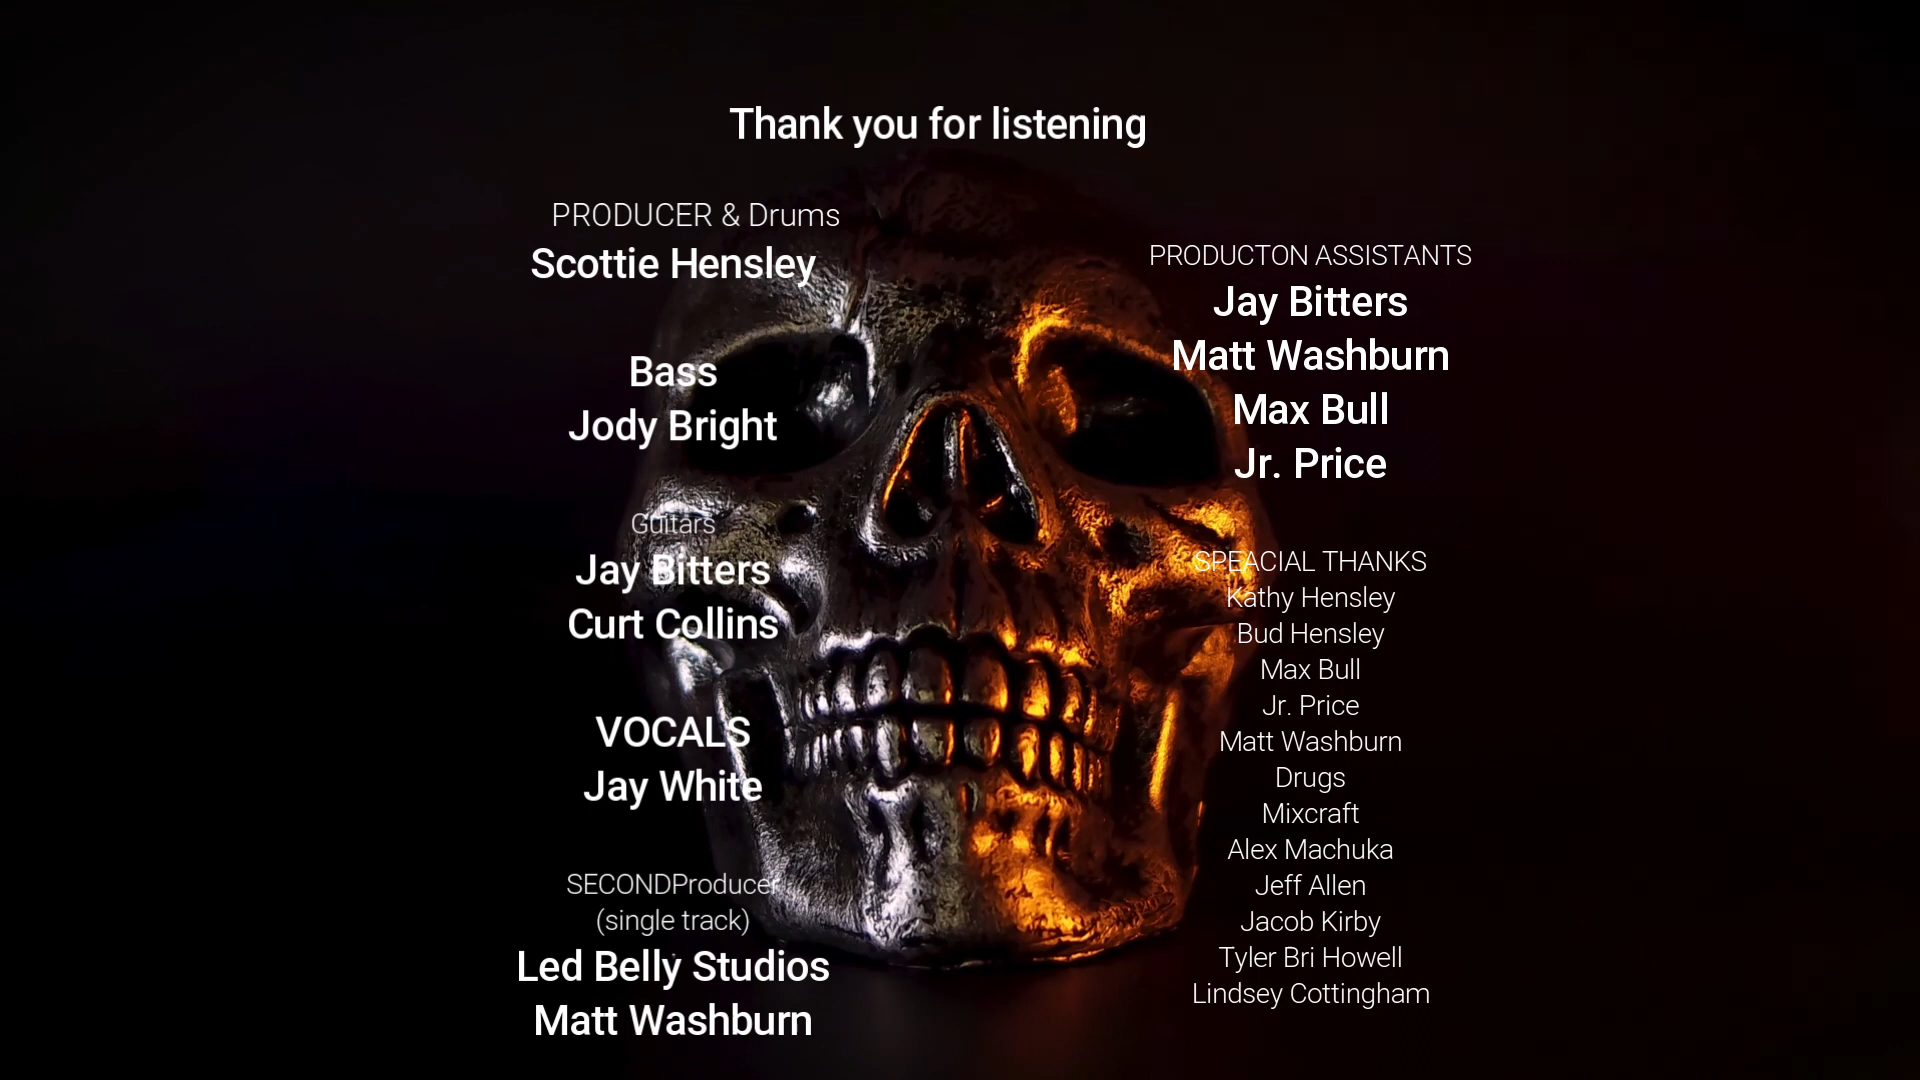 Thank you for listening
PRODUCER & Drums
Scottie Hensley
Bass
Jody Bright
Guitars
Jay Bitters
Curt Collins
VOCALS
Jay White
SECONDProducer
(single track)
Led Belly Studios
Matt Washburn
PRODUCTON ASSISTANTS
Jay Bitters
Matt Washburn
Max Bull
Jr. Price
SPEACIAL THANKS
Kathy Hensley
Bud Hensley
Max Bull
Jr. Price
Matt Washburn
Drugs
Mixcraft
Alex Machuka
Jeff Allen
Jacob Kirby
Tyler Bri Howell
Lindsey Cottingham